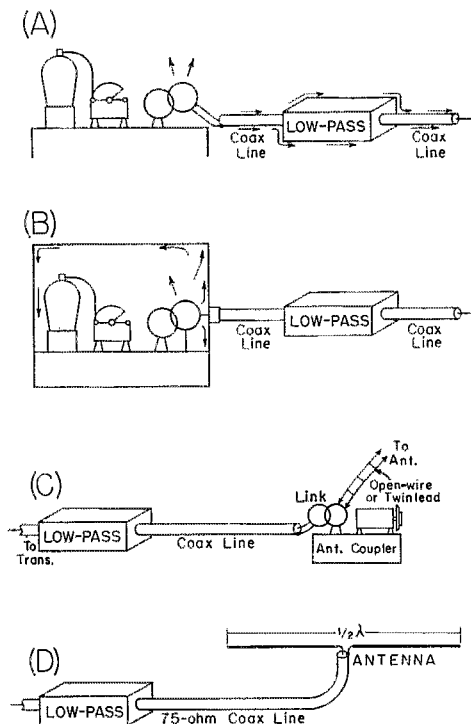 (A)
LOW-PASS
Coax
Line
Coax
Line
(B)
LOW-PASS
Coax
Line
Coax
Line
(C)
To
Ant.
Open-wire
or Twinlead
Link
LOW-PASS
To
Trans.
Coax Line
Ant. Coupler
(D)
1/2 λ
ANTENNA
LOW-PASS
75-ohm Coax Line